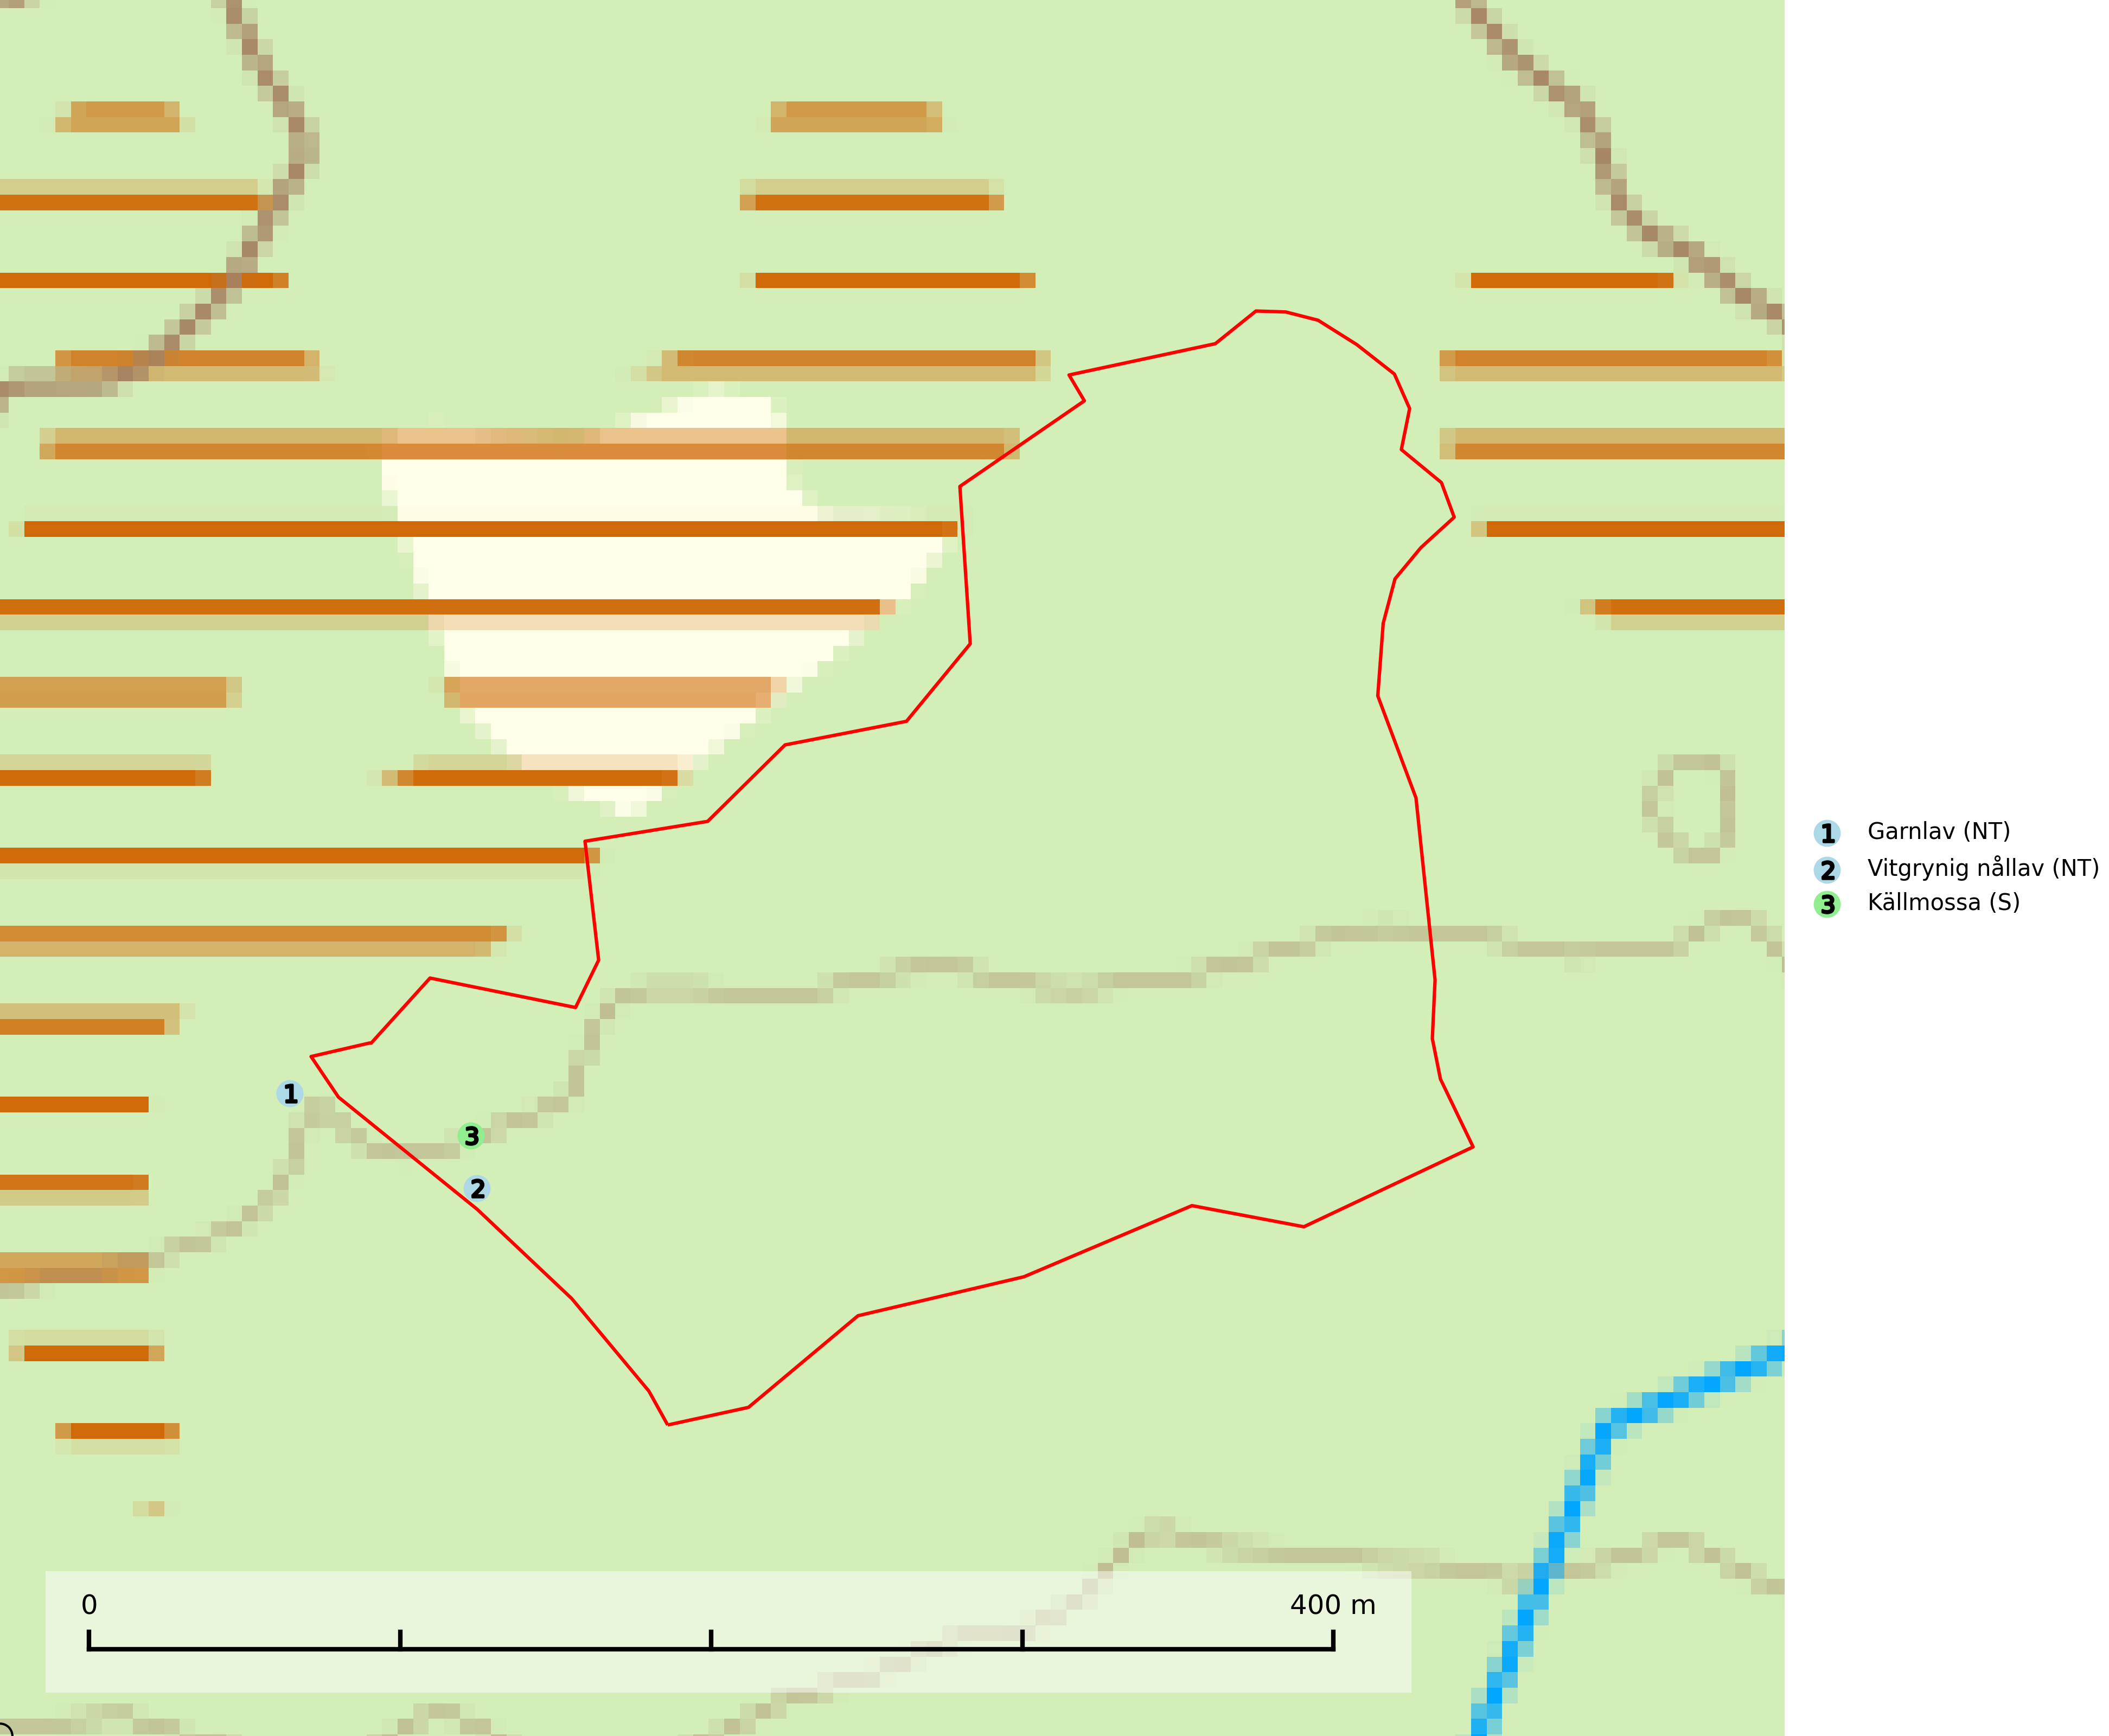 1 Garnlav (NT)
2 Vitgrynig nållav (NT)
3 Källmossa (S)
1
3
2
0 400 m